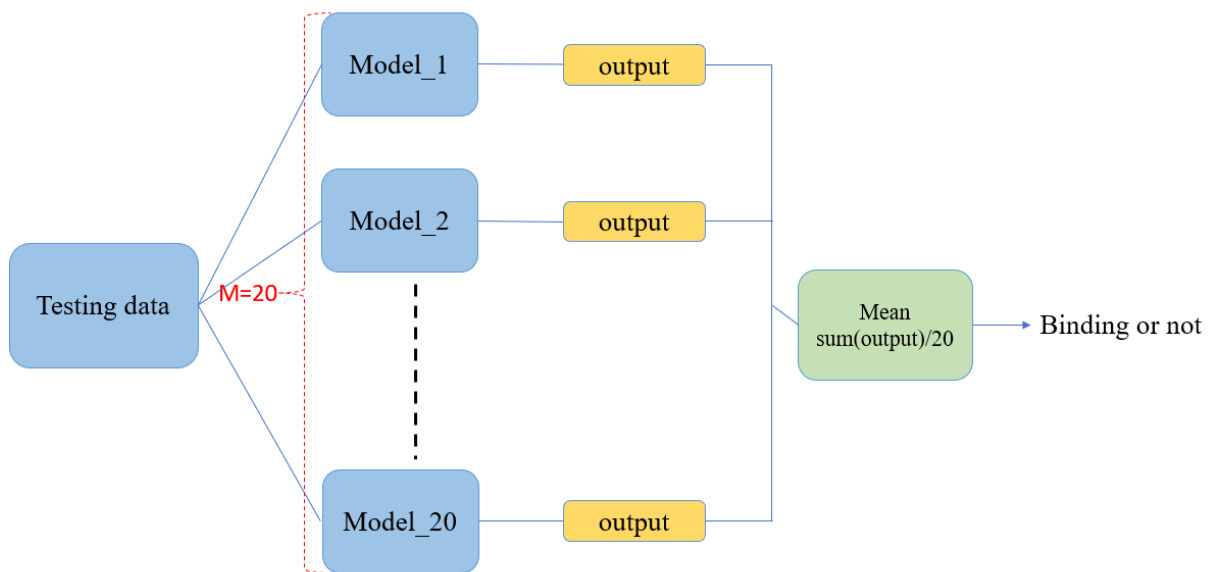 Model_1
output
Model_2
output
Testing data
M=20
Mean
sum(output)/20
Binding or not
Model_20
output